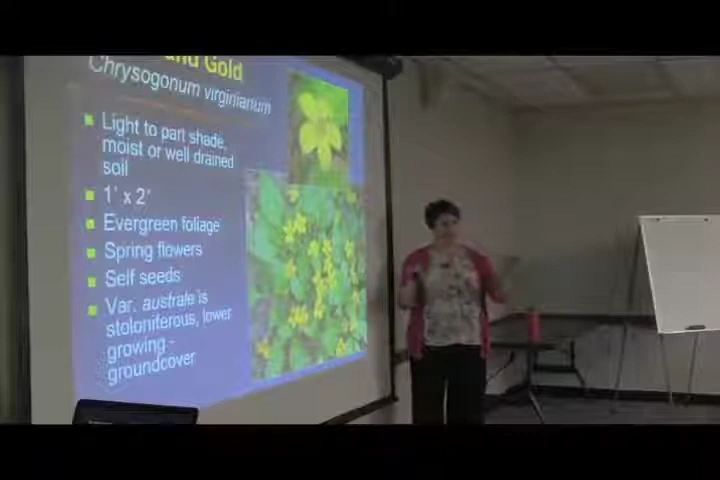 and Gold
Chrysogonum virginianum
Light to part shade,
moist or well drained
soil
1' x 2'
Evergreen foliage
Spring flowers
Self seeds
Var. australe is
stoloniferous, lower
growing -
groundcover